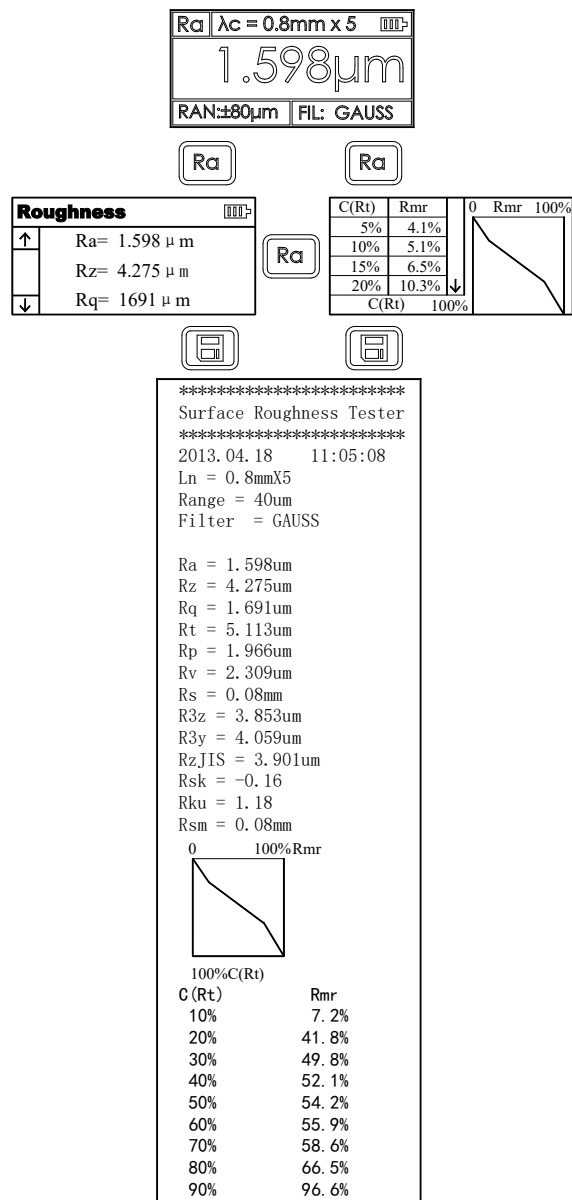 Ra λc = 0.8mm x 5
1.598μm
RAN:±80μm FIL: GAUSS
Ra Ra
Roughness
↑ Ra= 1.598 μm
Rz= 4.275 μm
↓ Rq= 1691 μm
Ra
C(Rt) Rmr
5% 4.1%
10% 5.1%
15% 6.5%
20% 10.3% ↓
C(Rt) 100%
0 Rmr 100%
************************
Surface Roughness Tester
************************
2013.04.18 11:05:08
Ln = 0.8mmX5
Range = 40um
Filter = GAUSS
Ra = 1.598um
Rz = 4.275um
Rq = 1.691um
Rt = 5.113um
Rp = 1.966um
Rv = 2.309um
Rs = 0.08mm
R3z = 3.853um
R3y = 4.059um
RzJIS = 3.901um
Rsk = -0.16
Rku = 1.18
Rsm = 0.08mm
0 100%Rmr
100%C(Rt)
C(Rt) Rmr
10% 7.2%
20% 41.8%
30% 49.8%
40% 52.1%
50% 54.2%
60% 55.9%
70% 58.6%
80% 66.5%
90% 96.6%